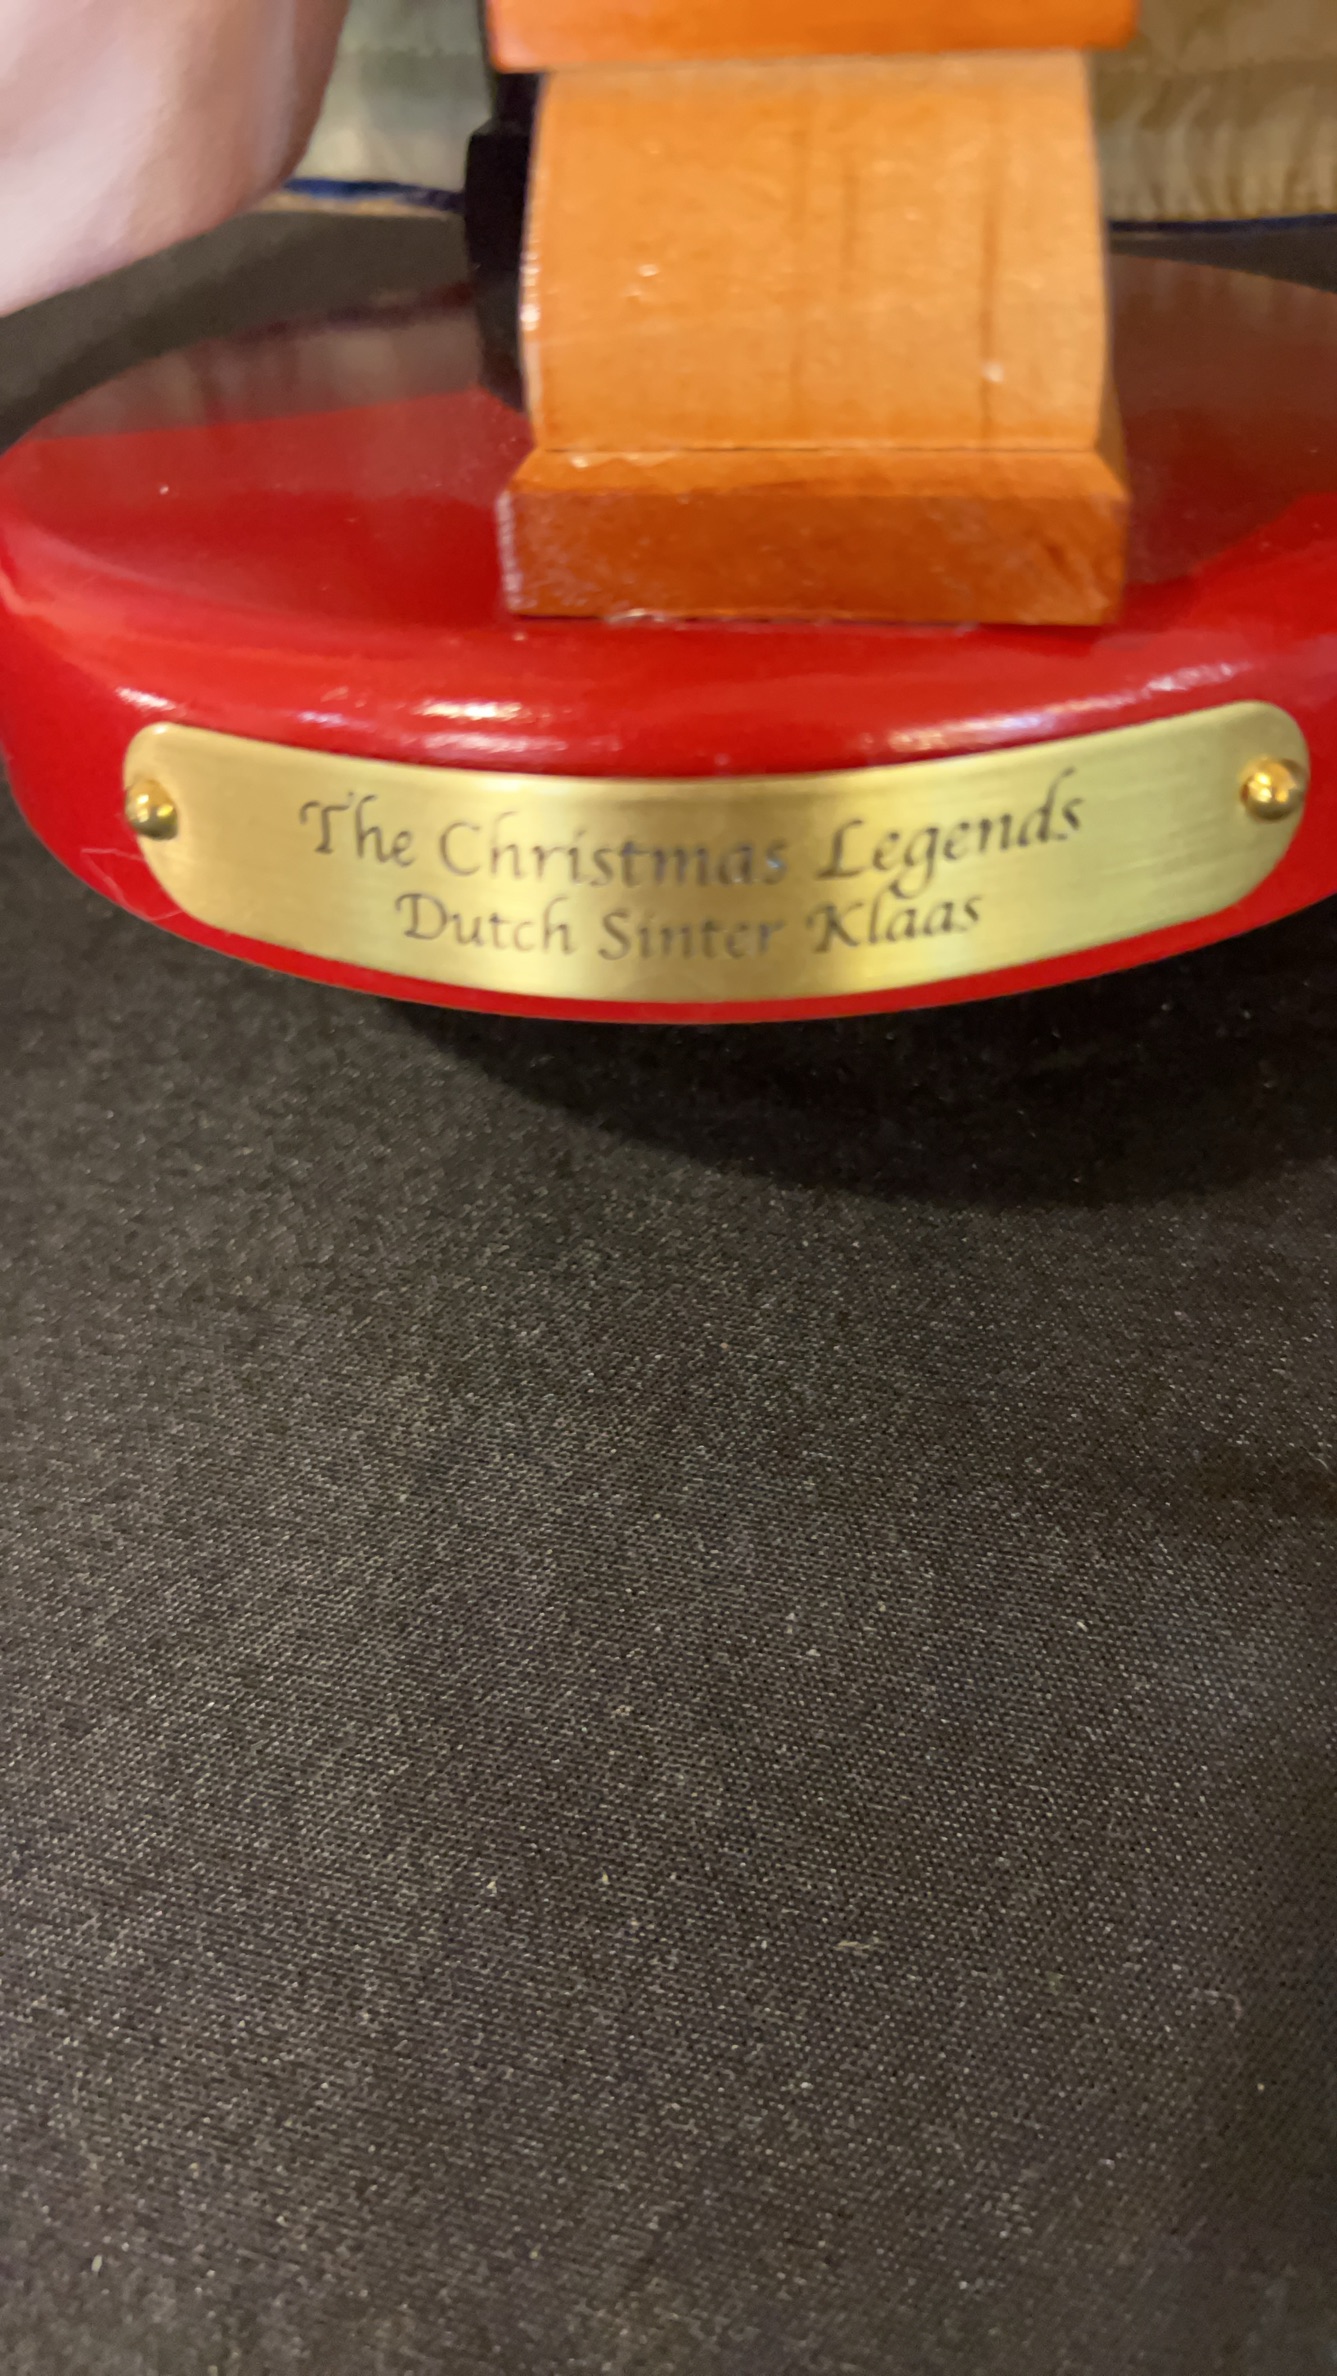 The Christmas Legends
Dutch Sinter Klaas